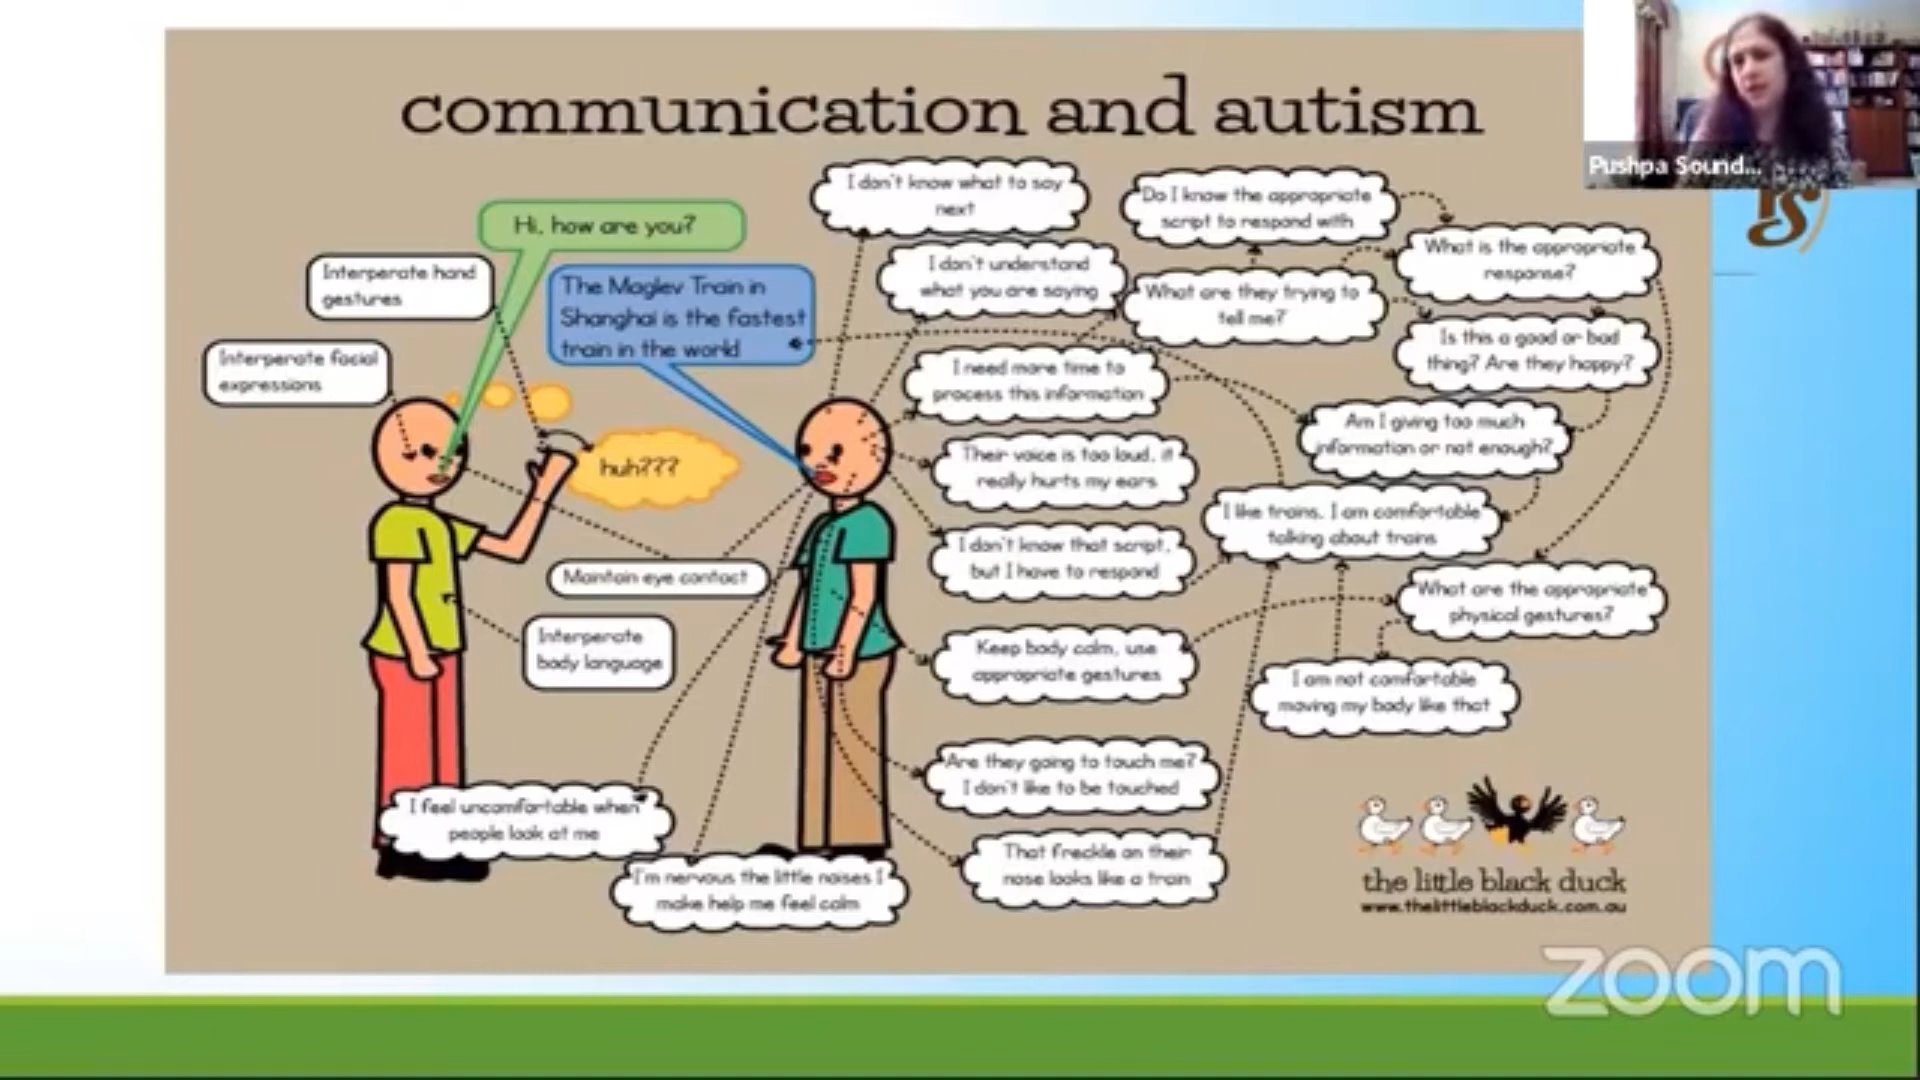 communication and autism
Pushpa Sound...
Hi, how are you?
Interperate hand
gestures
Interperate facial
expressions
The Maglev Train in
Shanghai is the fastest
train in the world
huh???
Maintain eye contact
Interperate
body language
I feel uncomfortable when
people look at me
I'm nervous the little noises I
make help me feel calm
I don't know what to say
next
I don't understand
what you are saying
I need more time to
process this information
Their voice is too loud, it
really hurts my ears
I don't know that script,
but I have to respond
Keep body calm, use
appropriate gestures
Are they going to touch me?
I don't like to be touched
That freckle on their
nose looks like a train
Do I know the appropriate
script to respond with
What are they trying to
tell me?
What is the appropriate
response?
Is this a good or bad
thing? Are they happy?
Am I giving too much
information or not enough?
I like trains. I am comfortable
talking about trains
What are the appropriate
physical gestures?
I am not comfortable
moving my body like that
the little black duck
www.thelittleblackduck.com.au
zoom